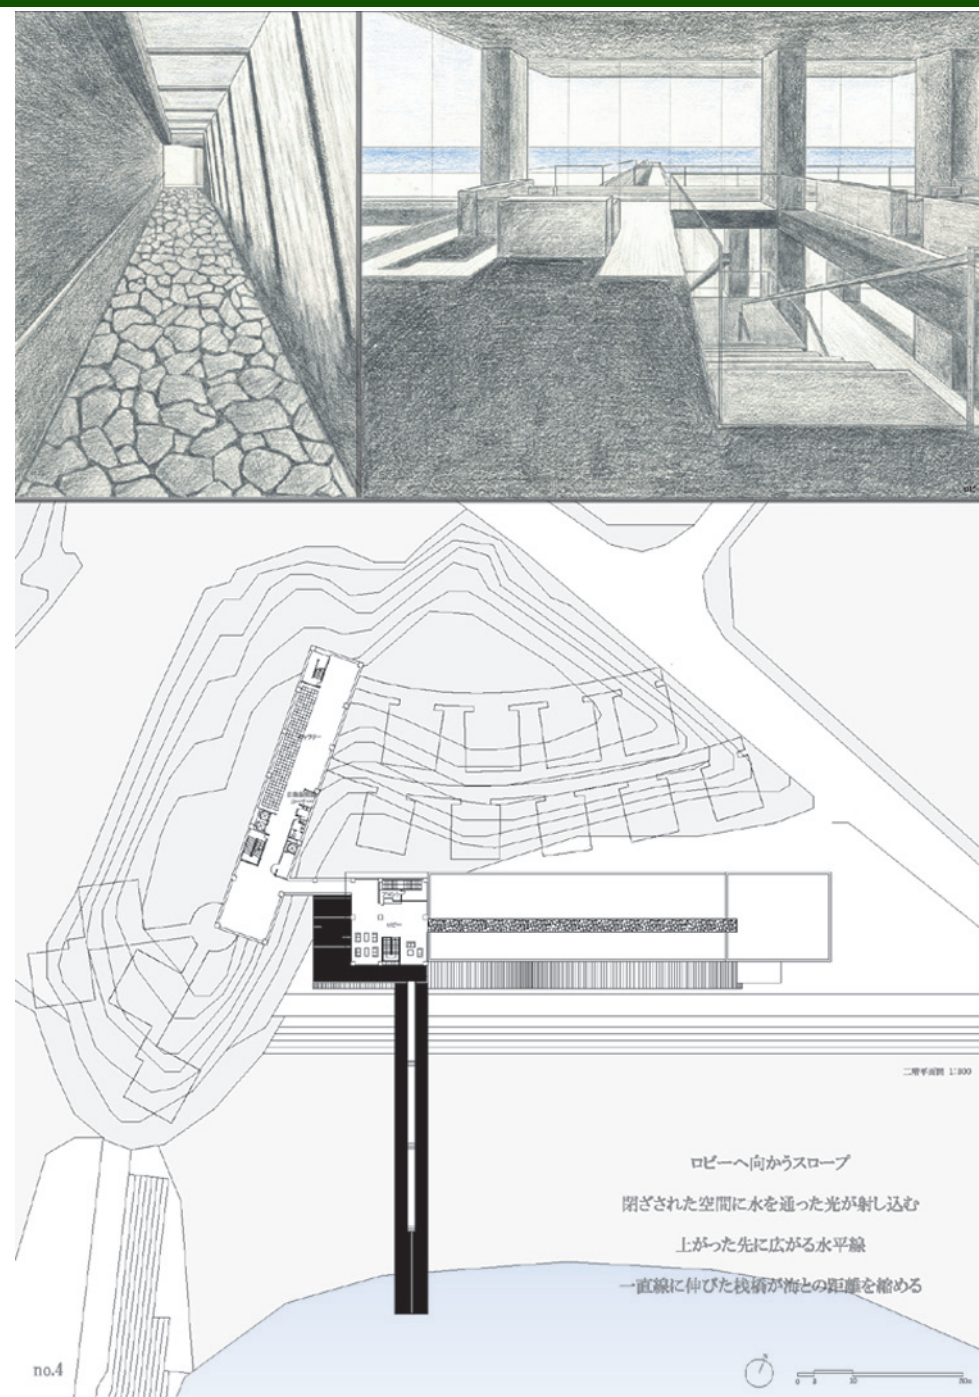 ロビー
二階平面図 1:300
ロビーへ向かうスロープ
閉ざされた空間に水を通った光が射し込む
上がった先に広がる水平線
一直線に伸びた桟橋が海との距離を縮める
no.4
N
0
10